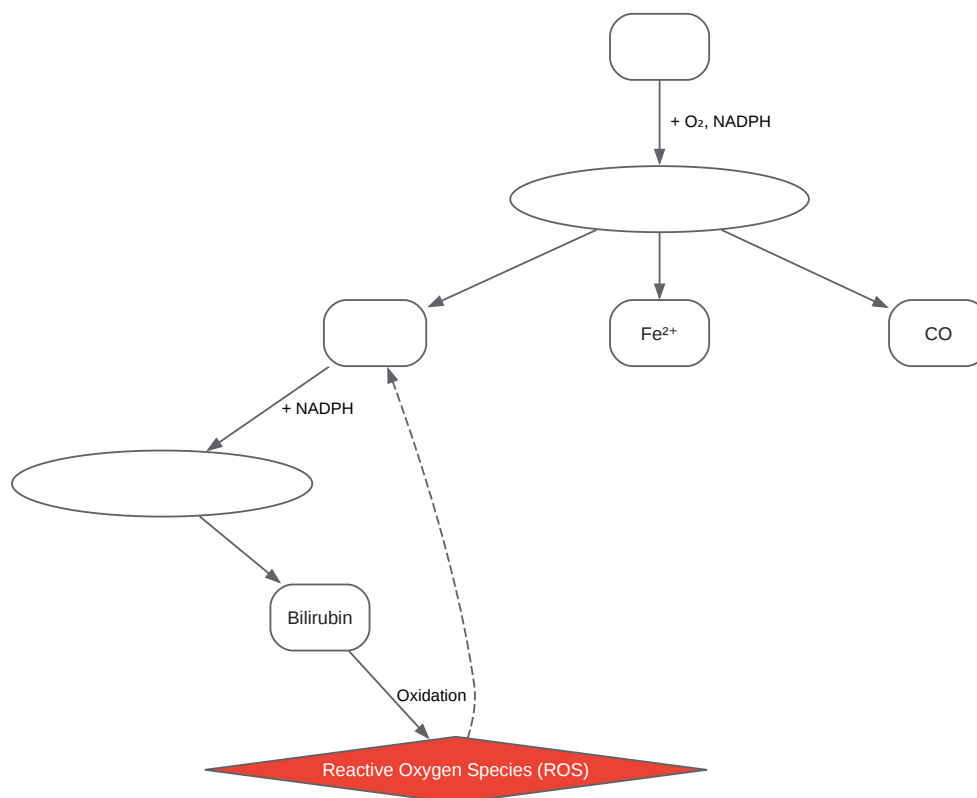 + O₂, NADPH
Fe²⁺
CO
+ NADPH
Bilirubin
Oxidation
Reactive Oxygen Species (ROS)